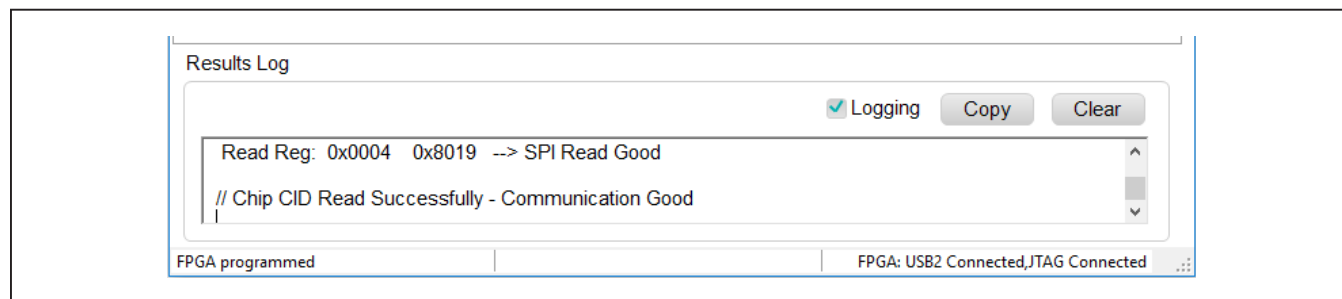 Results Log
Logging Copy Clear
Read Reg: 0x0004 0x8019 --> SPI Read Good
// Chip CID Read Successfully - Communication Good
FPGA programmed FPGA: USB2 Connected,JTAG Connected